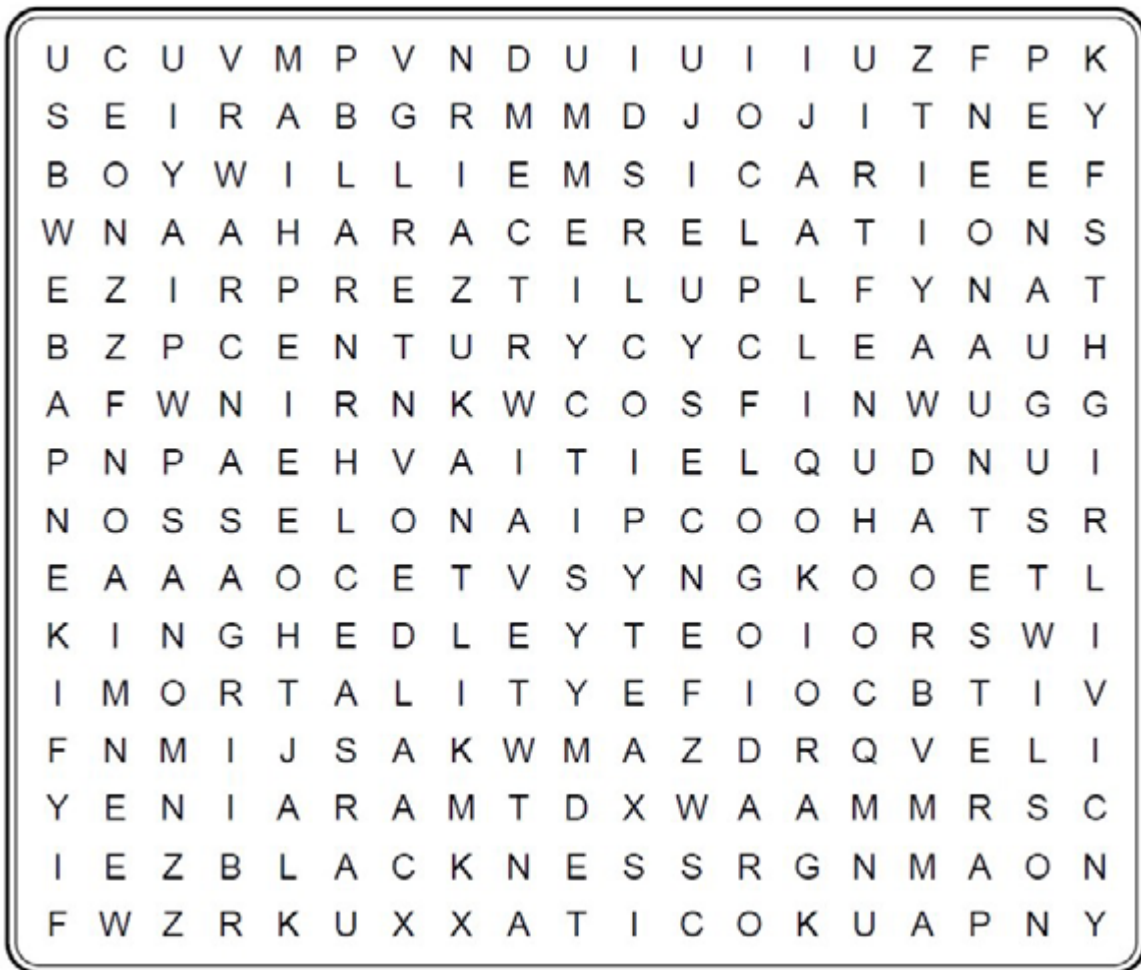 U C U V M P V N D U I U I I U Z F P K
S E I R A B G R M M D J O J I T N E Y
B O Y W I L L I E M S I C A R I E E F
W N A A H A R A C E R E L A T I O N S
E Z I R P R E Z T I L U P L F Y N A T
B Z P C E N T U R Y C Y C L E A A U H
A F W N I R N K W C O S F I N W U G G
P N P A E H V A I T I E L Q U D N U I
N O S S E L O N A I P C O O H A T S R
E A A A O C E T V S Y N G K O O E T L
K I N G H E D L E Y T E O I O R S W I
I M O R T A L I T Y E F I O C B T I V
F N M I J S A K W M A Z D R Q V E L I
Y E N I A R A M T D X W A A M M R S C
I E Z B L A C K N E S S R G N M A O N
F W Z R K U X X A T I C O K U A P N Y